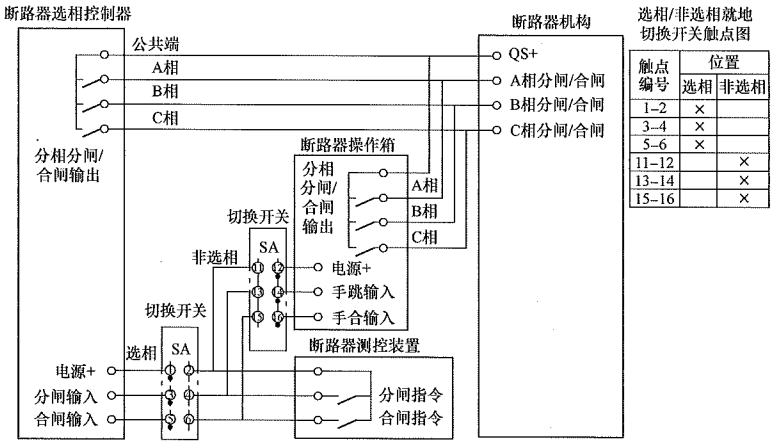 断路器选相控制器
公共端
A相
B相
C相
分相分闸/
合闸输出
断路器机构
QS+
A相分闸/合闸
B相分闸/合闸
C相分闸/合闸
选相/非选相就地
切换开关触点图
触点
编号
位置
选相
非选相
1–2 ×
3–4 ×
5–6 ×
11–12 ×
13–14 ×
15–16 ×
断路器操作箱
分相
分闸/
合闸
输出
A相
B相
C相
切换开关
SA
非选相
11 12
13 14
15 16
电源+
手跳输入
手合输入
切换开关
SA
选相
1 2
3 4
5 6
电源+
分闸输入
合闸输入
断路器测控装置
分闸指令
合闸指令